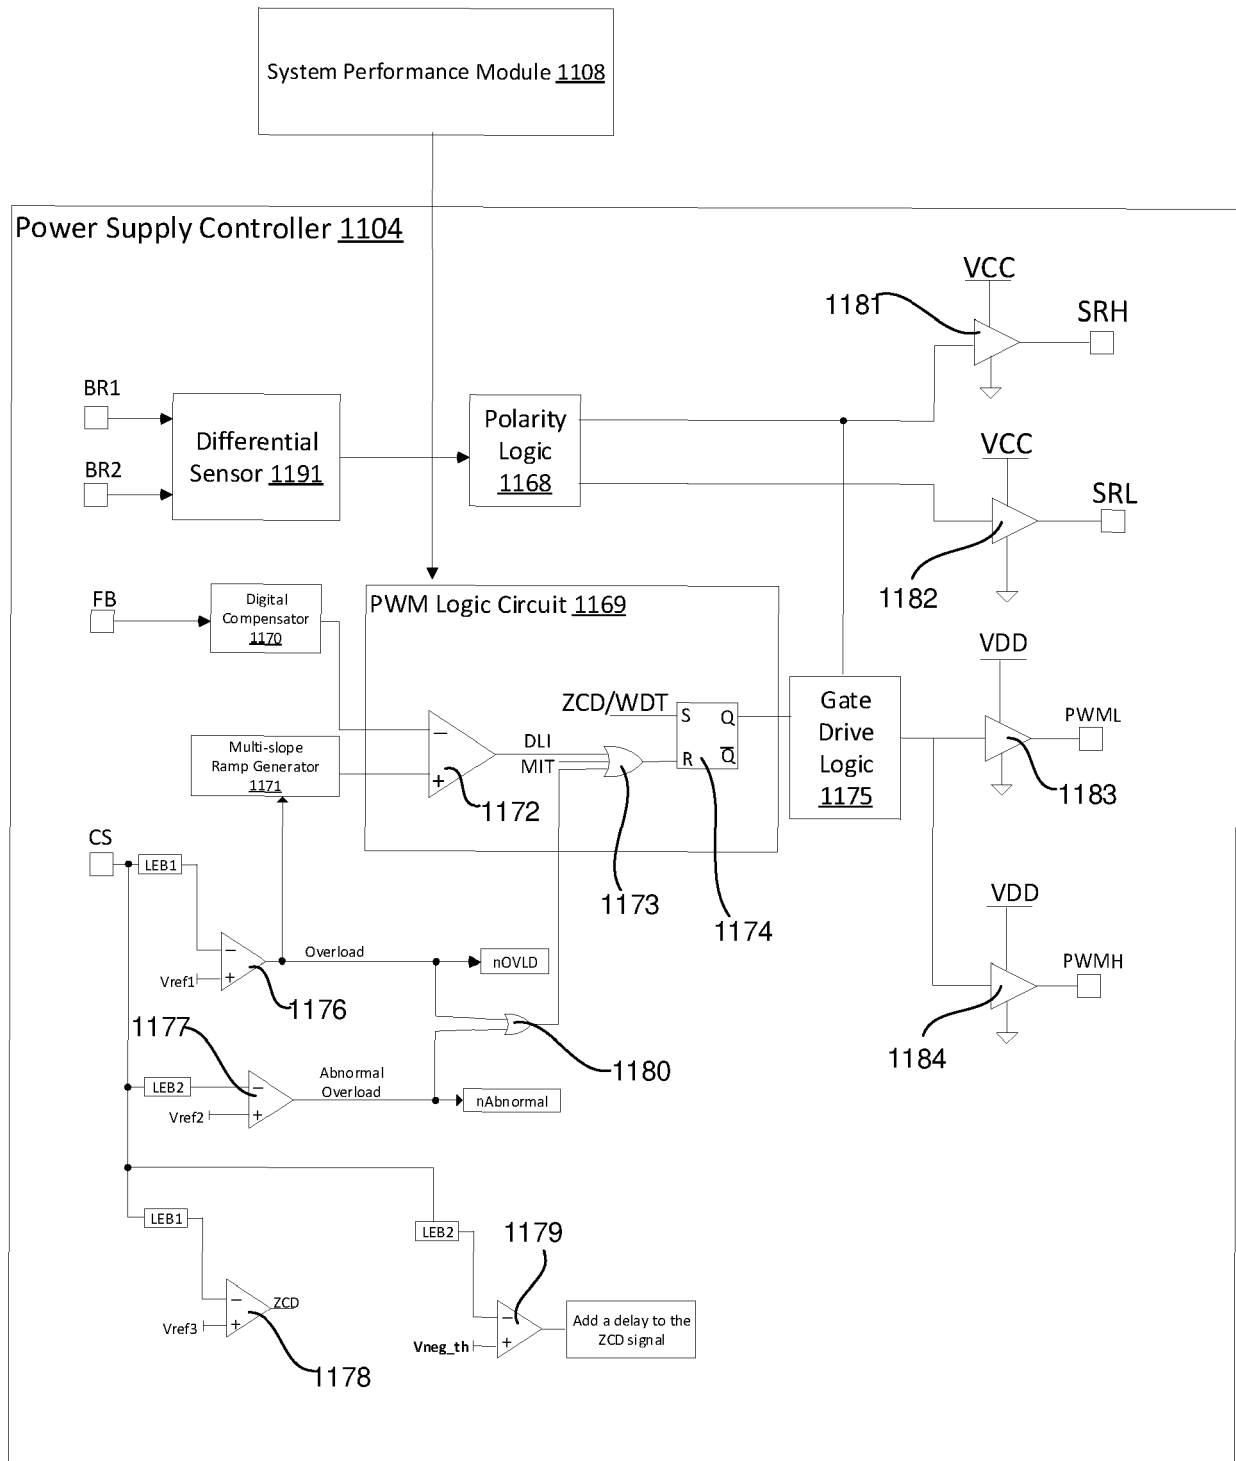 System Performance Module 1108
Power Supply Controller 1104
VCC
1181
SRH
BR1
BR2
Differential
Sensor 1191
Polarity
Logic
1168
VCC
SRL
1182
FB
Digital
Compensator
1170
PWM Logic Circuit 1169
VDD
ZCD/WDT
S
Q
R
Q
Gate
Drive
Logic
1175
PWML
Multi-slope
Ramp Generator
1171
−
+
DLI
MIT
1172
1183
CS
LEB1
1173
1174
VDD
−
+
Vref1
Overload
nOVLD
1176
PWMH
1177
1180
1184
LEB2
−
+
Vref2
Abnormal
Overload
nAbnormal
LEB1
LEB2
1179
−
+
ZCD
Vref3
1178
−
+
Vneg_th
Add a delay to the
ZCD signal